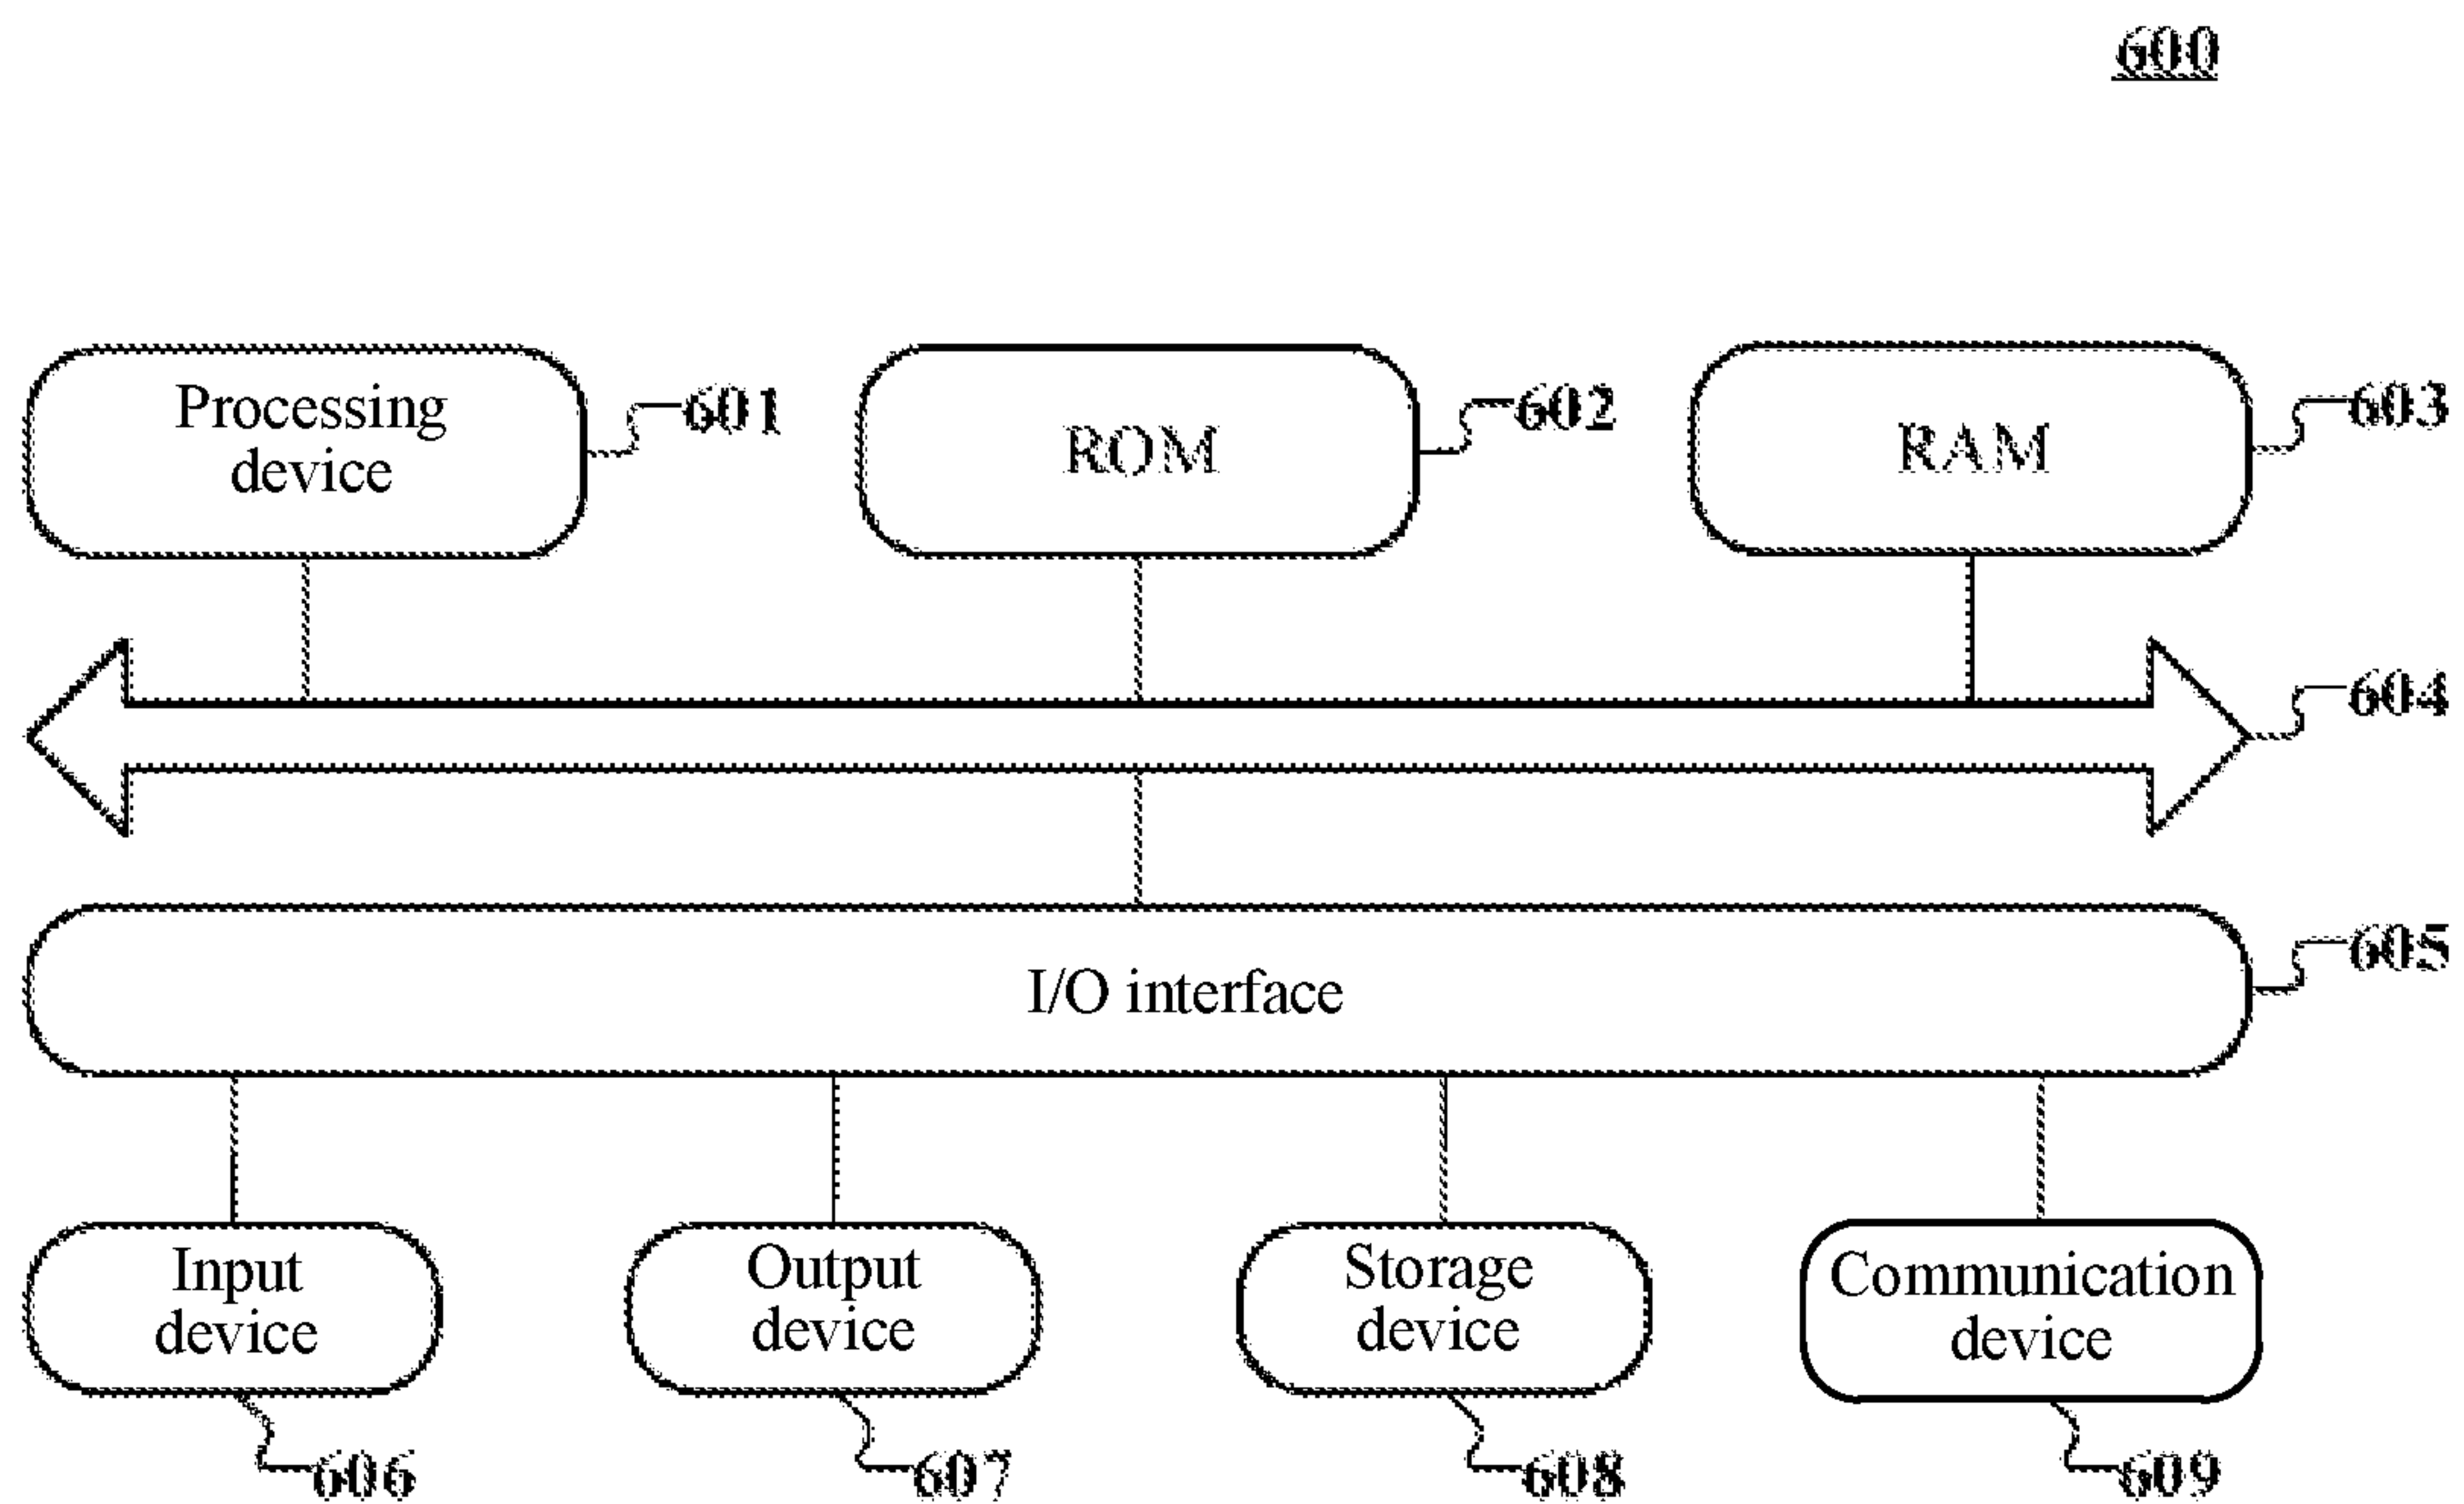 600
Processing
device
601
ROM
602
RAM
603
604
I/O interface
605
Input
device
606
Output
device
607
Storage
device
608
Communication
device
609